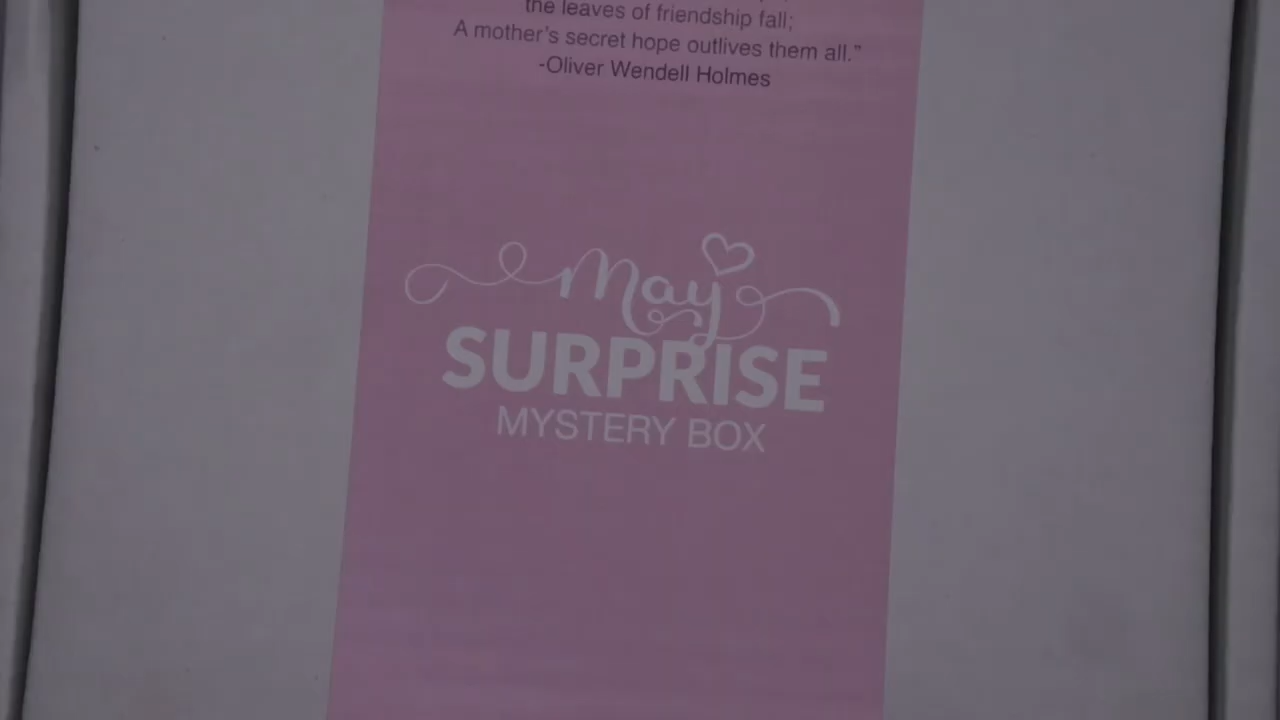 the leaves of friendship fall;
A mother's secret hope outlives them all."
-Oliver Wendell Holmes
May
SURPRISE
MYSTERY BOX